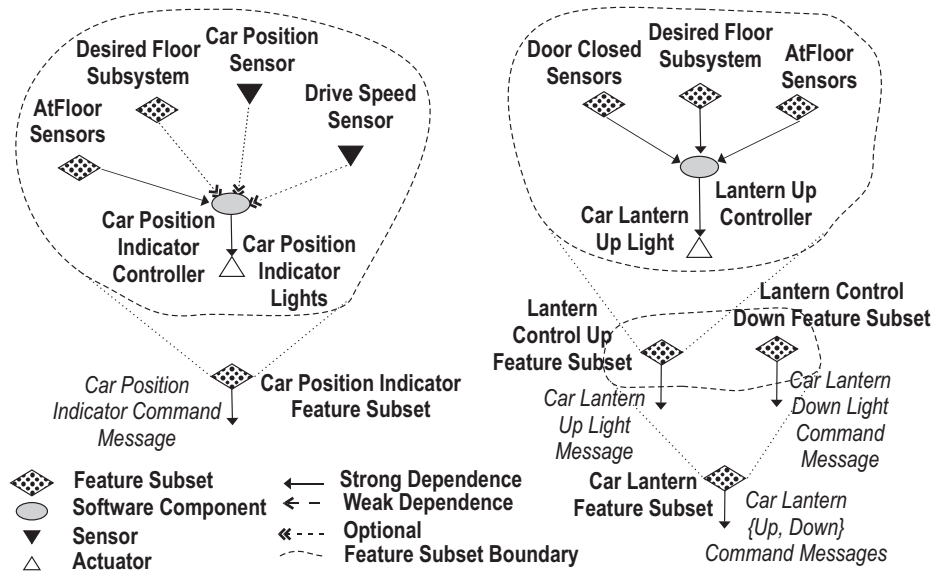 Desired Floor
Subsystem
Car Position
Sensor
Drive Speed
Sensor
AtFloor
Sensors
Car Position
Indicator
Controller
Car Position
Indicator
Lights
Car Position
Indicator Command
Message
Car Position Indicator
Feature Subset
Door Closed
Sensors
Desired Floor
Subsystem
AtFloor
Sensors
Lantern Up
Controller
Car Lantern
Up Light
Lantern
Control Up
Feature Subset
Lantern Control
Down Feature Subset
Car Lantern
Up Light
Message
Car Lantern
Down Light
Command
Message
Car Lantern
Feature Subset
Car Lantern
{Up, Down}
Command Messages
Feature Subset
Software Component
Sensor
Actuator
Strong Dependence
Weak Dependence
Optional
Feature Subset Boundary